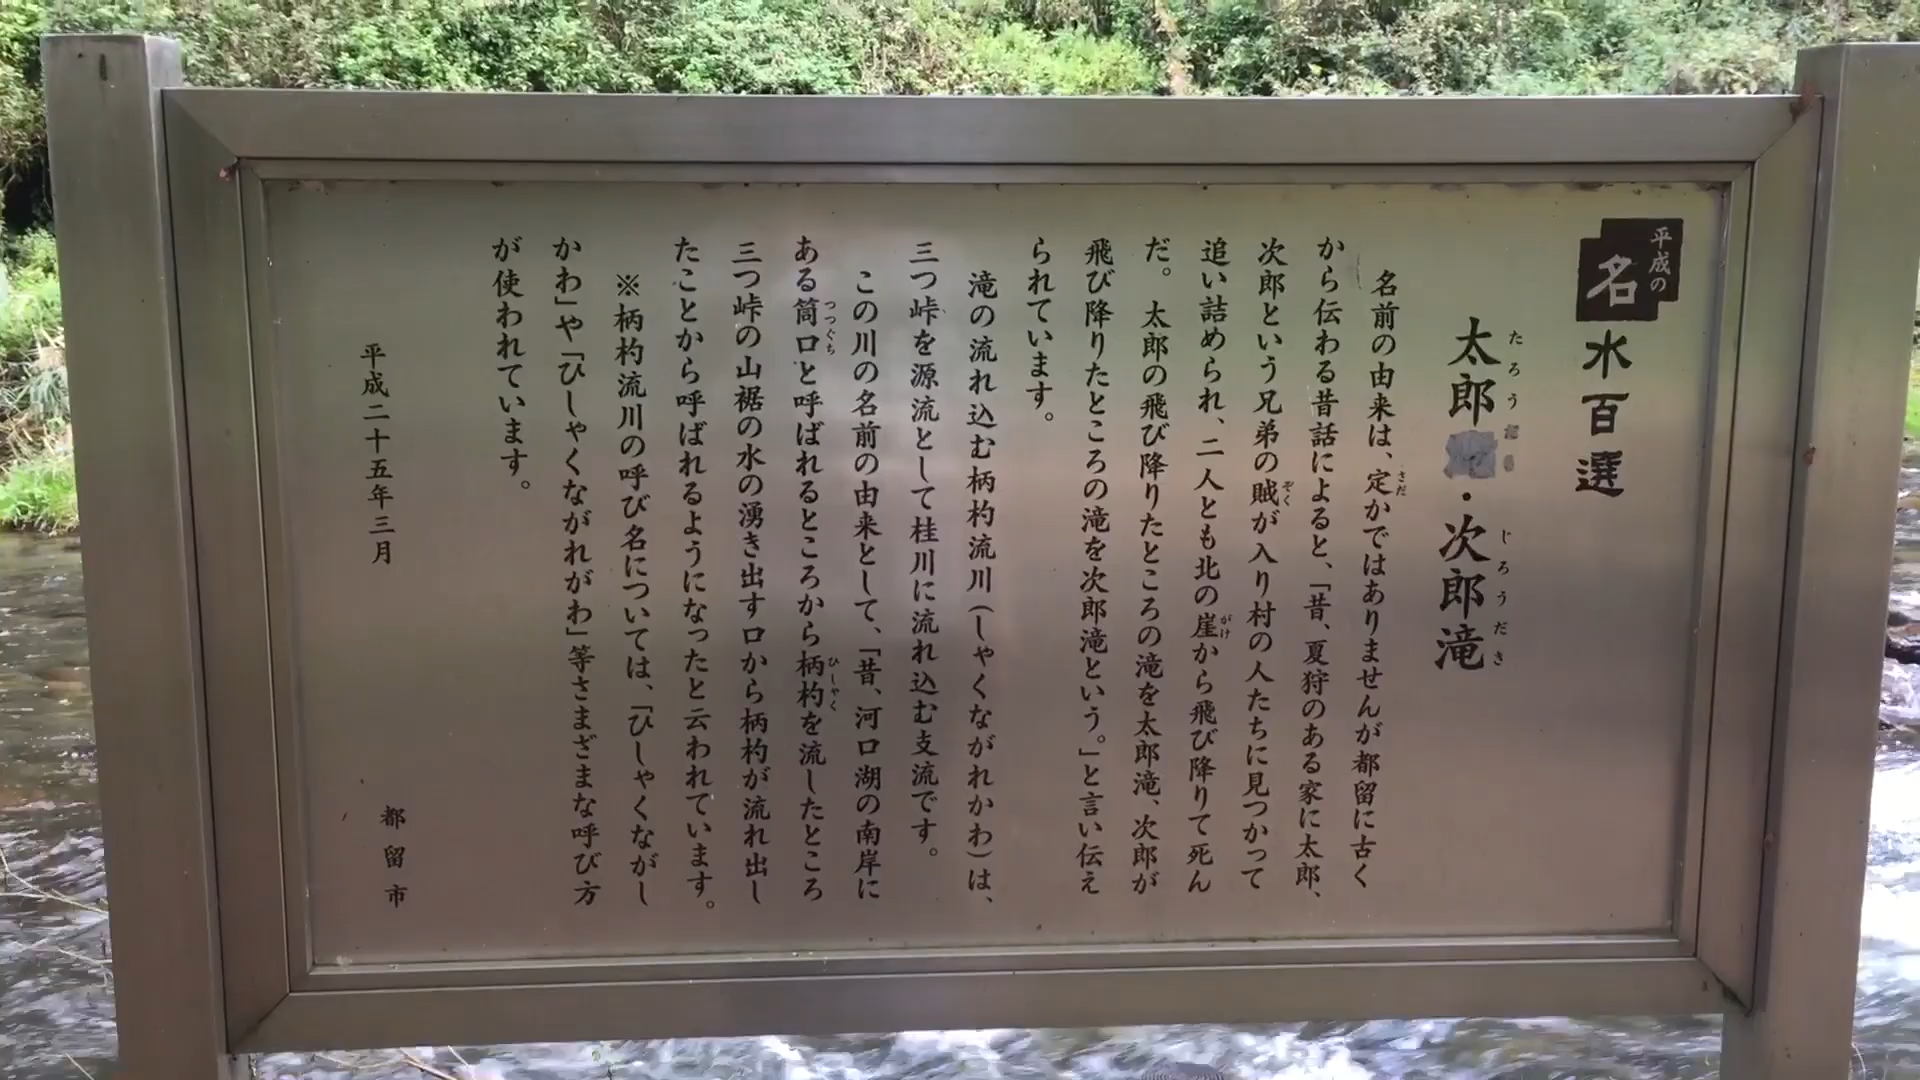 平成の
名水百選
太郎・次郎滝
たろう じろうだき
名前の由来は、定かではありませんが都留に古く
から伝わる昔話によると、「昔、夏狩のある家に太郎、
次郎という兄弟の賊が入り村の人たちに見つかって
追い詰められ、二人とも北の崖から飛び降りて死ん
だ。太郎の飛び降りたところの滝を太郎滝、次郎が
飛び降りたところの滝を次郎滝という。」と言い伝え
られています。
滝の流れ込む柄杓流川(しゃくながれかわ)は、
三つ峠を源流として桂川に流れ込む支流です。
この川の名前の由来として、「昔、河口湖の南岸に
ある筒口と呼ばれるところから柄杓を流したところ
三つ峠の山裾の水の湧き出す口から柄杓が流れ出し
たことから呼ばれるようになったと云われています。
※柄杓流川の呼び名については、「ひしゃくながし
かわ」や「ひしゃくながれがわ」等さまざまな呼び方
が使われています。
平成二十五年三月
都留市